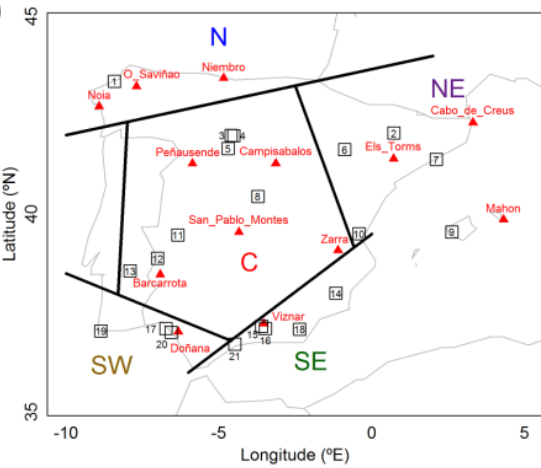 )
45
N
O_Saviñao
Niembro
1
NE
Noia
Cabo_de_Creus
3 4
2
5
6
Els_Torms
7
Peñausende
Campisabalos
8
San_Pablo_Montes
Mahon
9
10
11
Zarra
C
12
13
Barcarrota
14
Viznar
17
15
16
18
19
20
Doñana
21
SW
SE
35
40
Latitude (ºN)
-10
-5
0
5
Longitude (ºE)